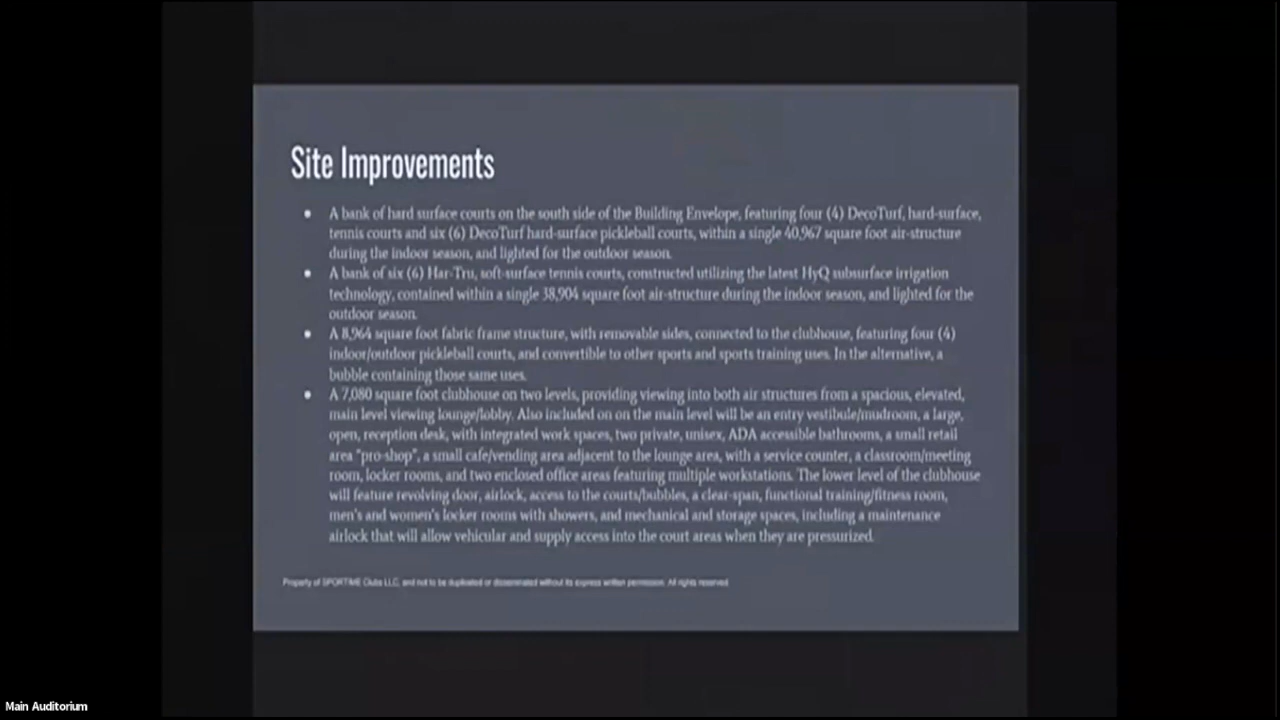 Site Improvements
• A bank of hard surface courts on the south side of the Building Envelope, featuring four (4) DecoTurf, hard-surface,
tennis courts and six (6) DecoTurf hard-surface pickleball courts, within a single 40,967 square foot air-structure
during the indoor season, and lighted for the outdoor season.
• A bank of six (6) Har-Tru, soft-surface tennis courts, constructed utilizing the latest HyQ subsurface irrigation
technology, contained within a single 38,904 square foot air-structure during the indoor season, and lighted for the
outdoor season.
• A 8,964 square foot fabric frame structure, with removable sides, connected to the clubhouse, featuring four (4)
indoor/outdoor pickleball courts, and convertible to other sports and sports training uses. In the alternative, a
bubble containing those same uses.
• A 7,080 square foot clubhouse on two levels, providing viewing into both air structures from a spacious, elevated,
main level viewing lounge/lobby. Also included on on the main level will be an entry vestibule/mudroom, a large,
open, reception desk, with integrated work spaces, two private, unisex, ADA accessible bathrooms, a small retail
area "pro-shop", a small cafe/vending area adjacent to the lounge area, with a service counter, a classroom/meeting
room, locker rooms, and two enclosed office areas featuring multiple workstations. The lower level of the clubhouse
will feature revolving door, airlock, access to the courts/bubbles, a clear-span, functional training/fitness room,
men's and women's locker rooms with showers, and mechanical and storage spaces, including a maintenance
airlock that will allow vehicular and supply access into the court areas when they are pressurized.
Property of SPORTIME Clubs LLC, and not to be duplicated or disseminated without its express written permission. All rights reserved.
Main Auditorium